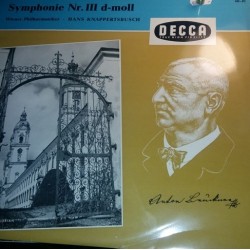 Symphonie Nr. III d-moll
Wiener Philharmoniker · HANS KNAPPERTSBUSCH
DECCA
Anton Bruckner